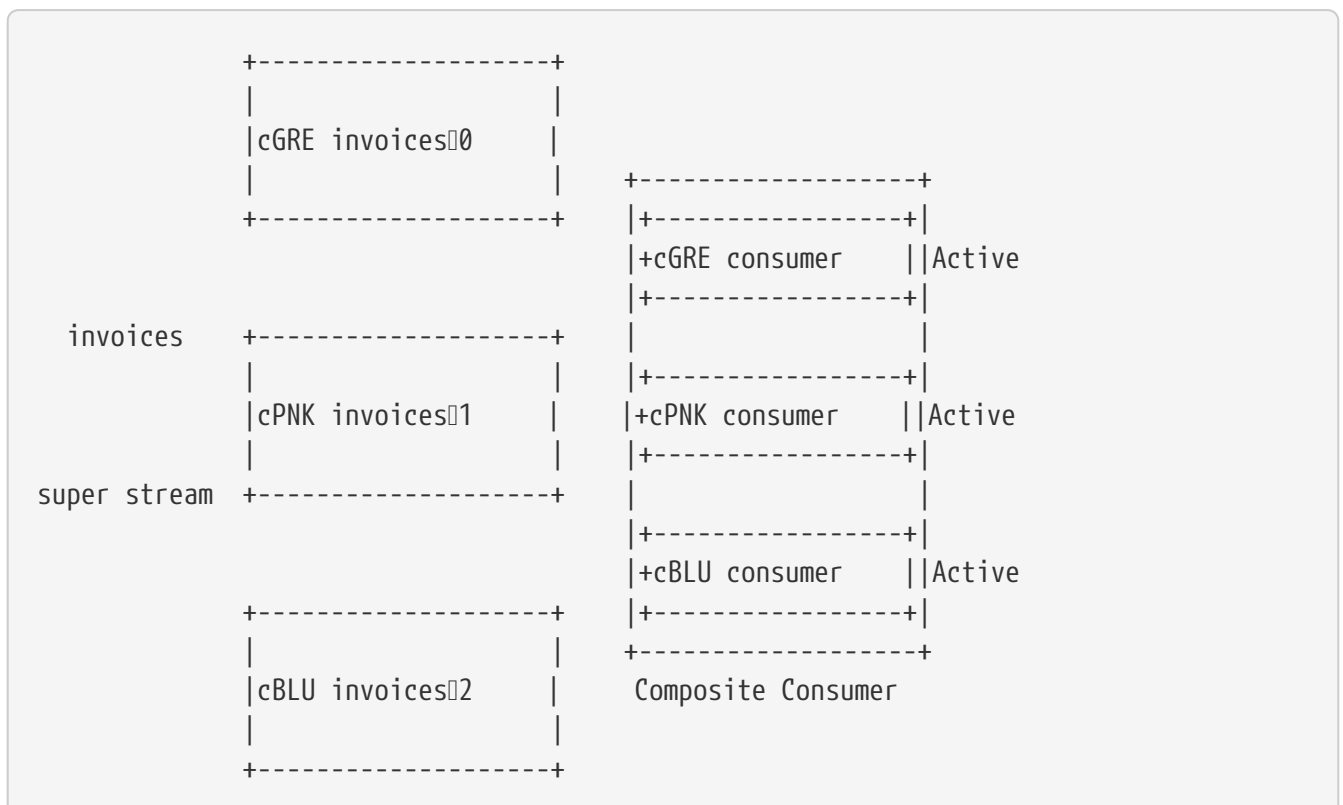 +--------------------+
|                    |
|cGRE invoices▯0     |
|                    |    +-------------------+
+--------------------+    |+-----------------+|
|+cGRE consumer    ||Active
|+-----------------+|
invoices    +--------------------+    |                   |
|                    |    |+-----------------+|
|cPNK invoices▯1     |    |+cPNK consumer    ||Active
|                    |    |+-----------------+|
super stream  +--------------------+    |                   |
|+-----------------+|
|+cBLU consumer    ||Active
+--------------------+    |+-----------------+|
|                    |    +-------------------+
|cBLU invoices▯2     |    Composite Consumer
|                    |
+--------------------+